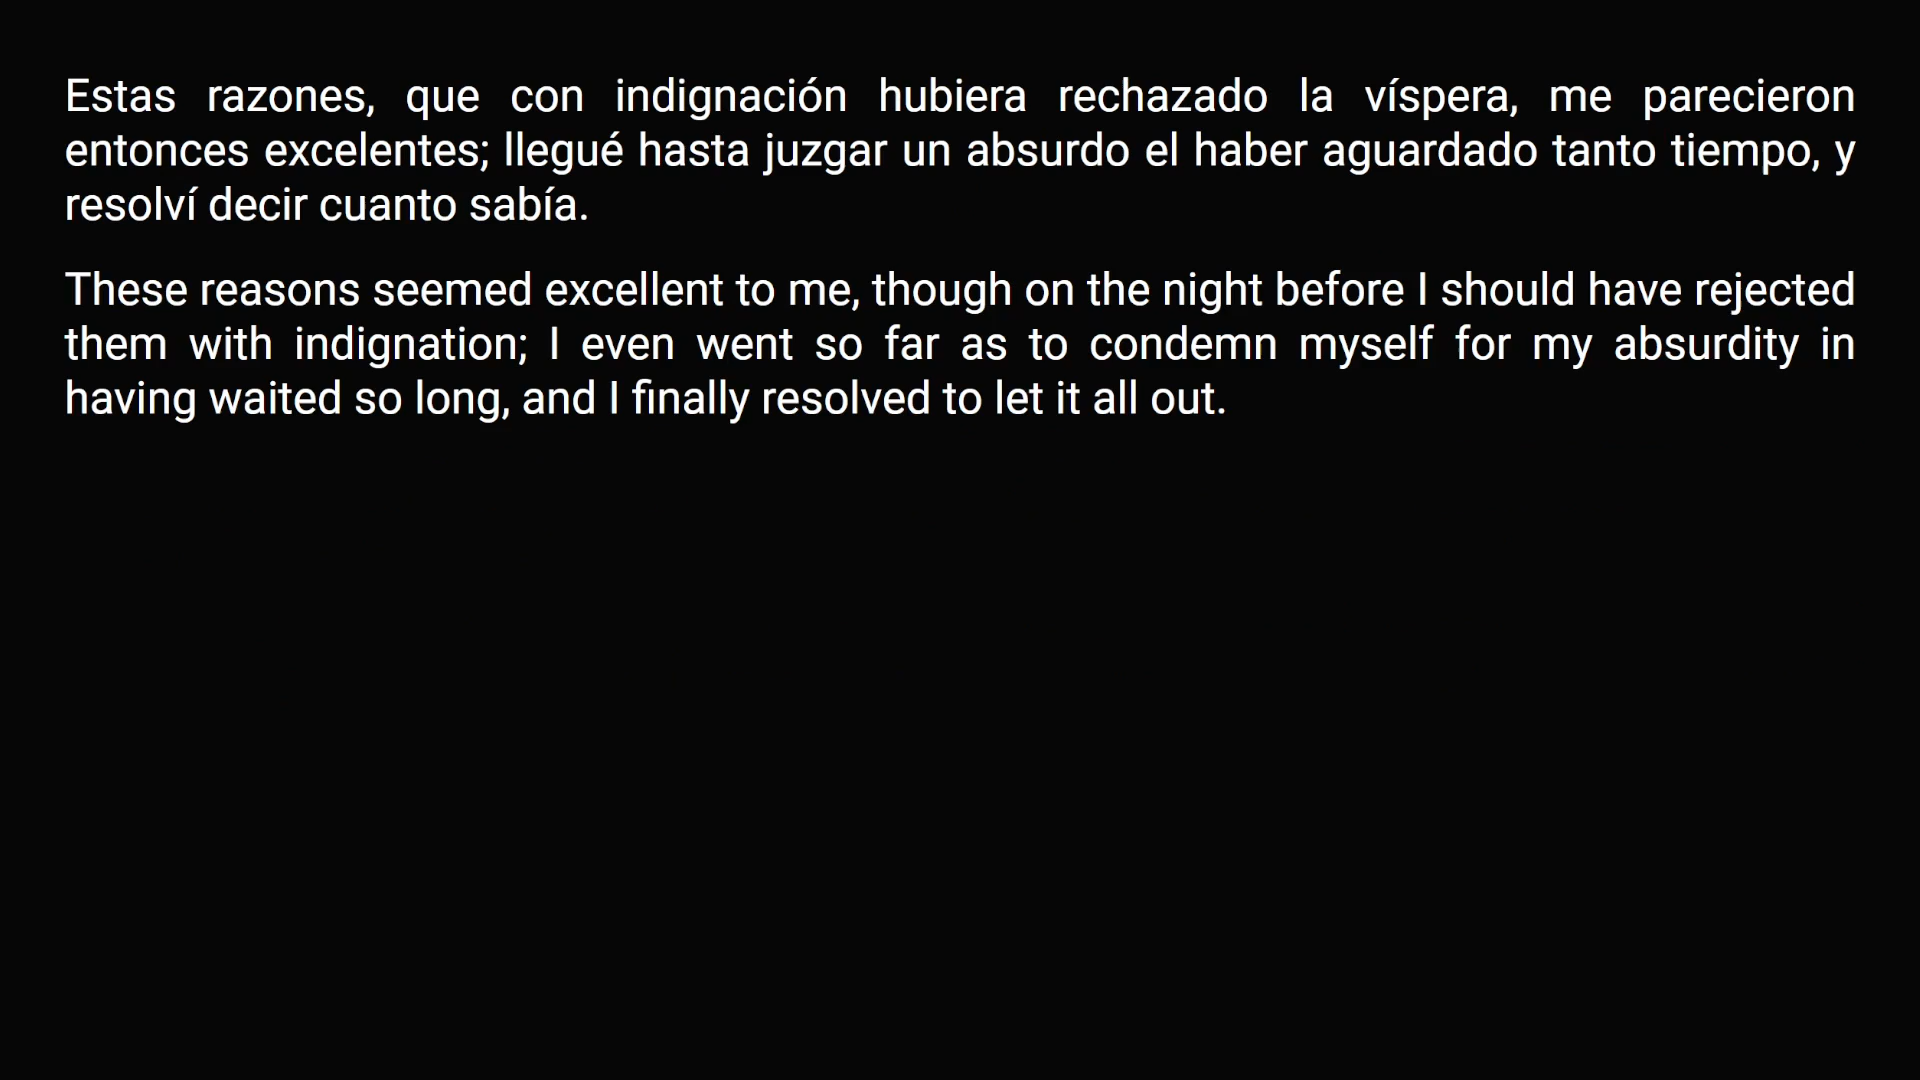 Estas razones, que con indignación hubiera rechazado la víspera, me parecieron
entonces excelentes; llegué hasta juzgar un absurdo el haber aguardado tanto tiempo, y
resolví decir cuanto sabía.
These reasons seemed excellent to me, though on the night before I should have rejected
them with indignation; I even went so far as to condemn myself for my absurdity in
having waited so long, and I finally resolved to let it all out.